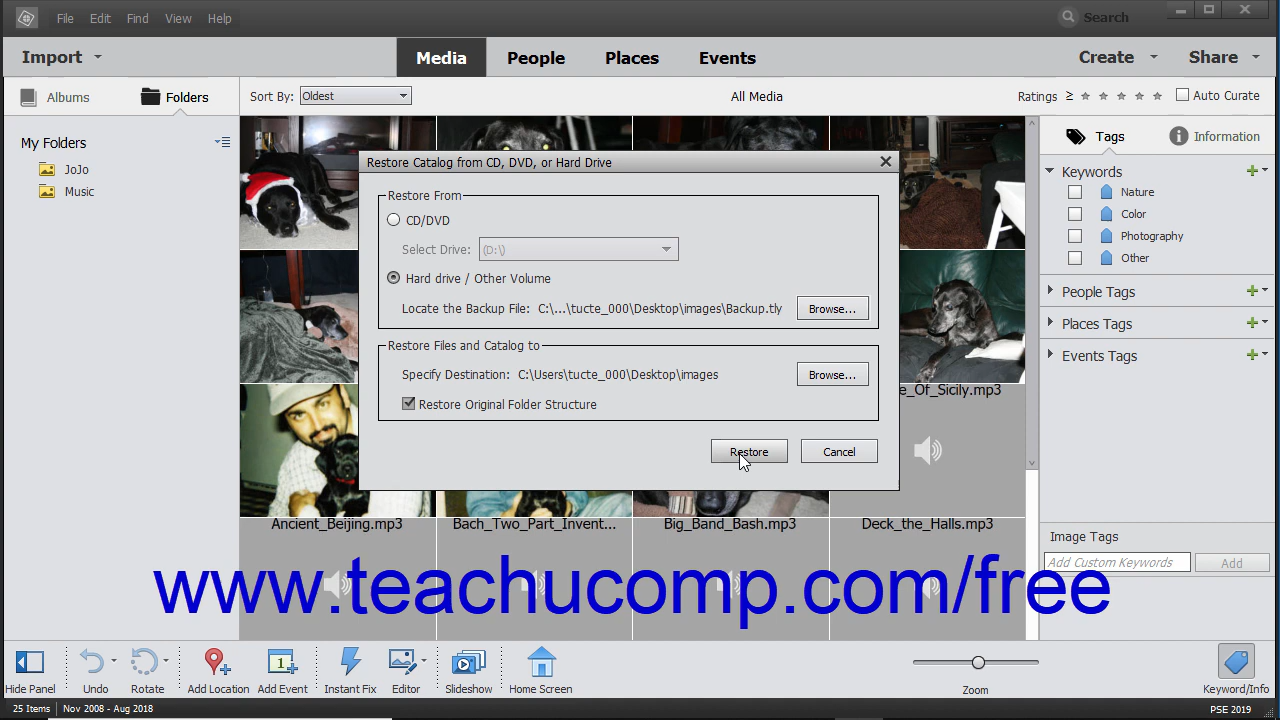 File Edit Find View Help
Search
Import
Media People Places Events
Create Share
Albums Folders
Sort By: Oldest
All Media
Ratings ≥
Auto Curate
My Folders
JoJo
Music
Restore Catalog from CD, DVD, or Hard Drive
Restore From
CD/DVD
Select Drive: (D:\)
Hard drive / Other Volume
Locate the Backup File: C:\...\tucte_000\Desktop\images\Backup.tly Browse...
Restore Files and Catalog to
Specify Destination: C:\Users\tucte_000\Desktop\images Browse...
Restore Original Folder Structure
Restore Cancel
e_Of_Sicily.mp3
Ancient_Beijing.mp3 Bach_Two_Part_Invent... Big_Band_Bash.mp3 Deck_the_Halls.mp3
Tags Information
Keywords
Nature
Color
Photography
Other
People Tags
Places Tags
Events Tags
Image Tags
Add Custom Keywords Add
www.teachucomp.com/free
Hide Panel Undo Rotate Add Location Add Event Instant Fix Editor Slideshow Home Screen Zoom Keyword/Info
25 Items Nov 2008 - Aug 2018 PSE 2019